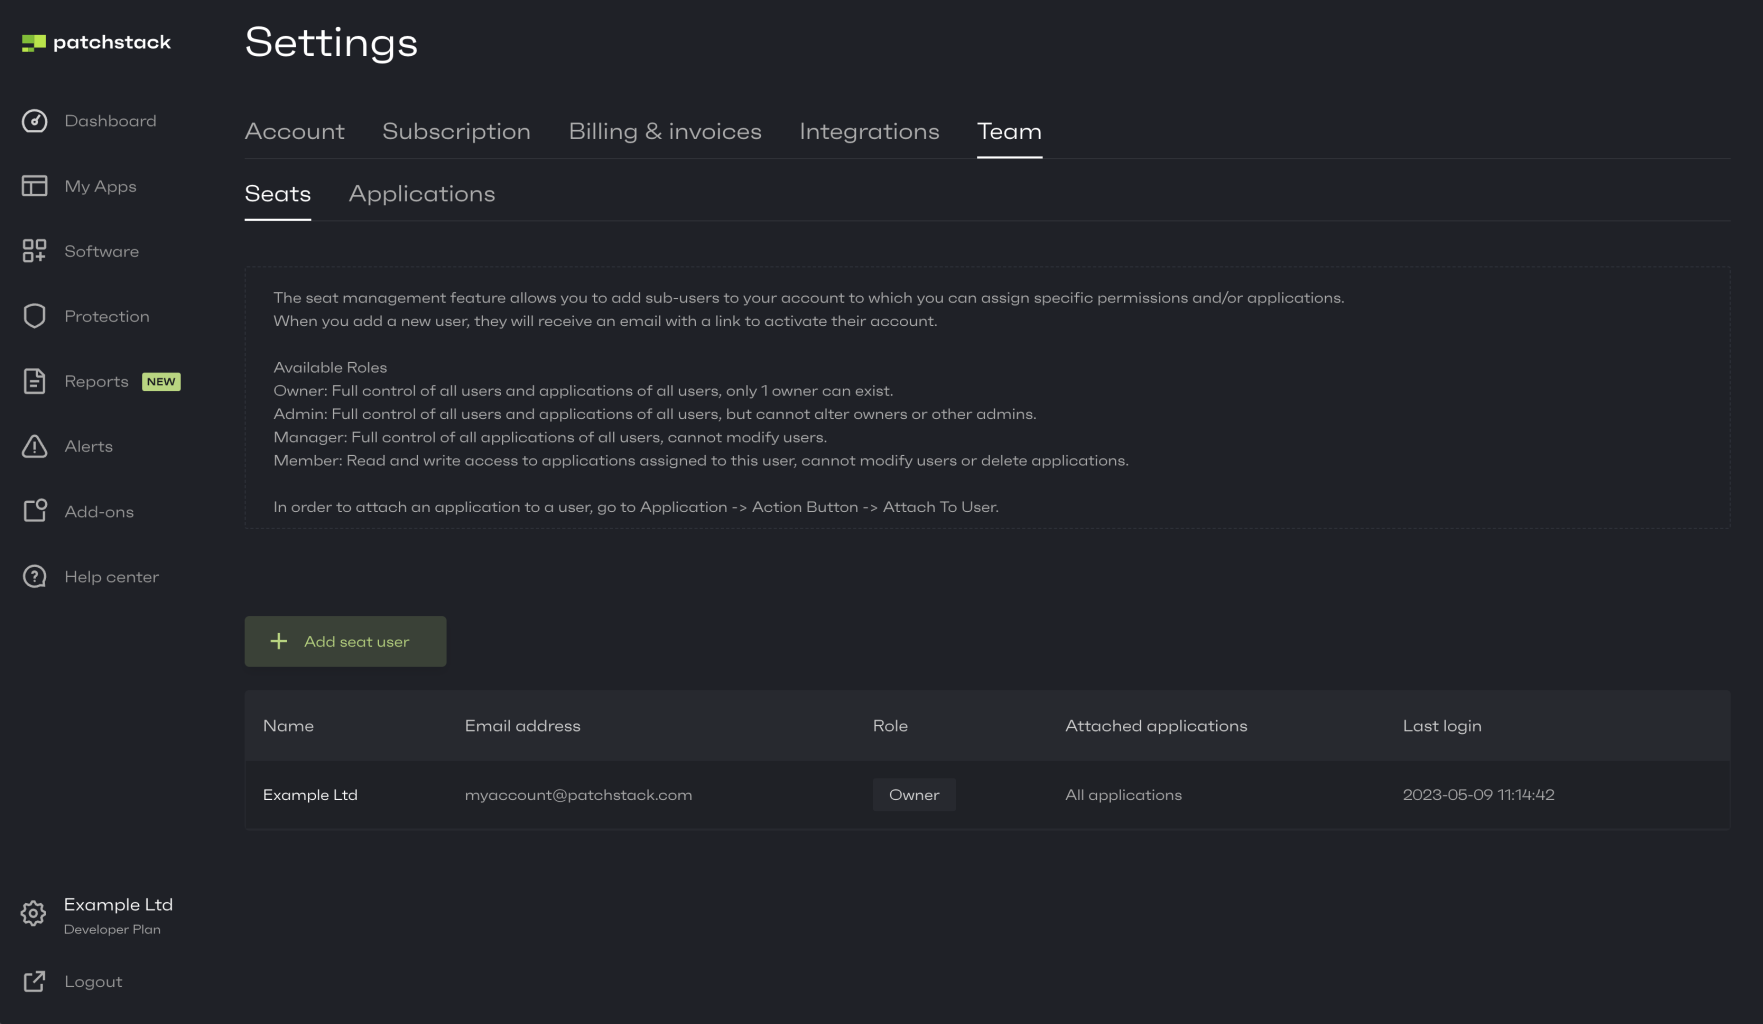 patchstack
Settings
Dashboard
My Apps
Software
Protection
Reports NEW
Alerts
Add-ons
Help center
Example Ltd
Developer Plan
Logout
Account Subscription Billing & invoices Integrations Team
Seats Applications
The seat management feature allows you to add sub-users to your account to which you can assign specific permissions and/or applications.
When you add a new user, they will receive an email with a link to activate their account.
Available Roles
Owner: Full control of all users and applications of all users, only 1 owner can exist.
Admin: Full control of all users and applications of all users, but cannot alter owners or other admins.
Manager: Full control of all applications of all users, cannot modify users.
Member: Read and write access to applications assigned to this user, cannot modify users or delete applications.
In order to attach an application to a user, go to Application -> Action Button -> Attach To User.
Add seat user
Name Email address Role Attached applications Last login
Example Ltd myaccount@patchstack.com Owner All applications 2023-05-09 11:14:42